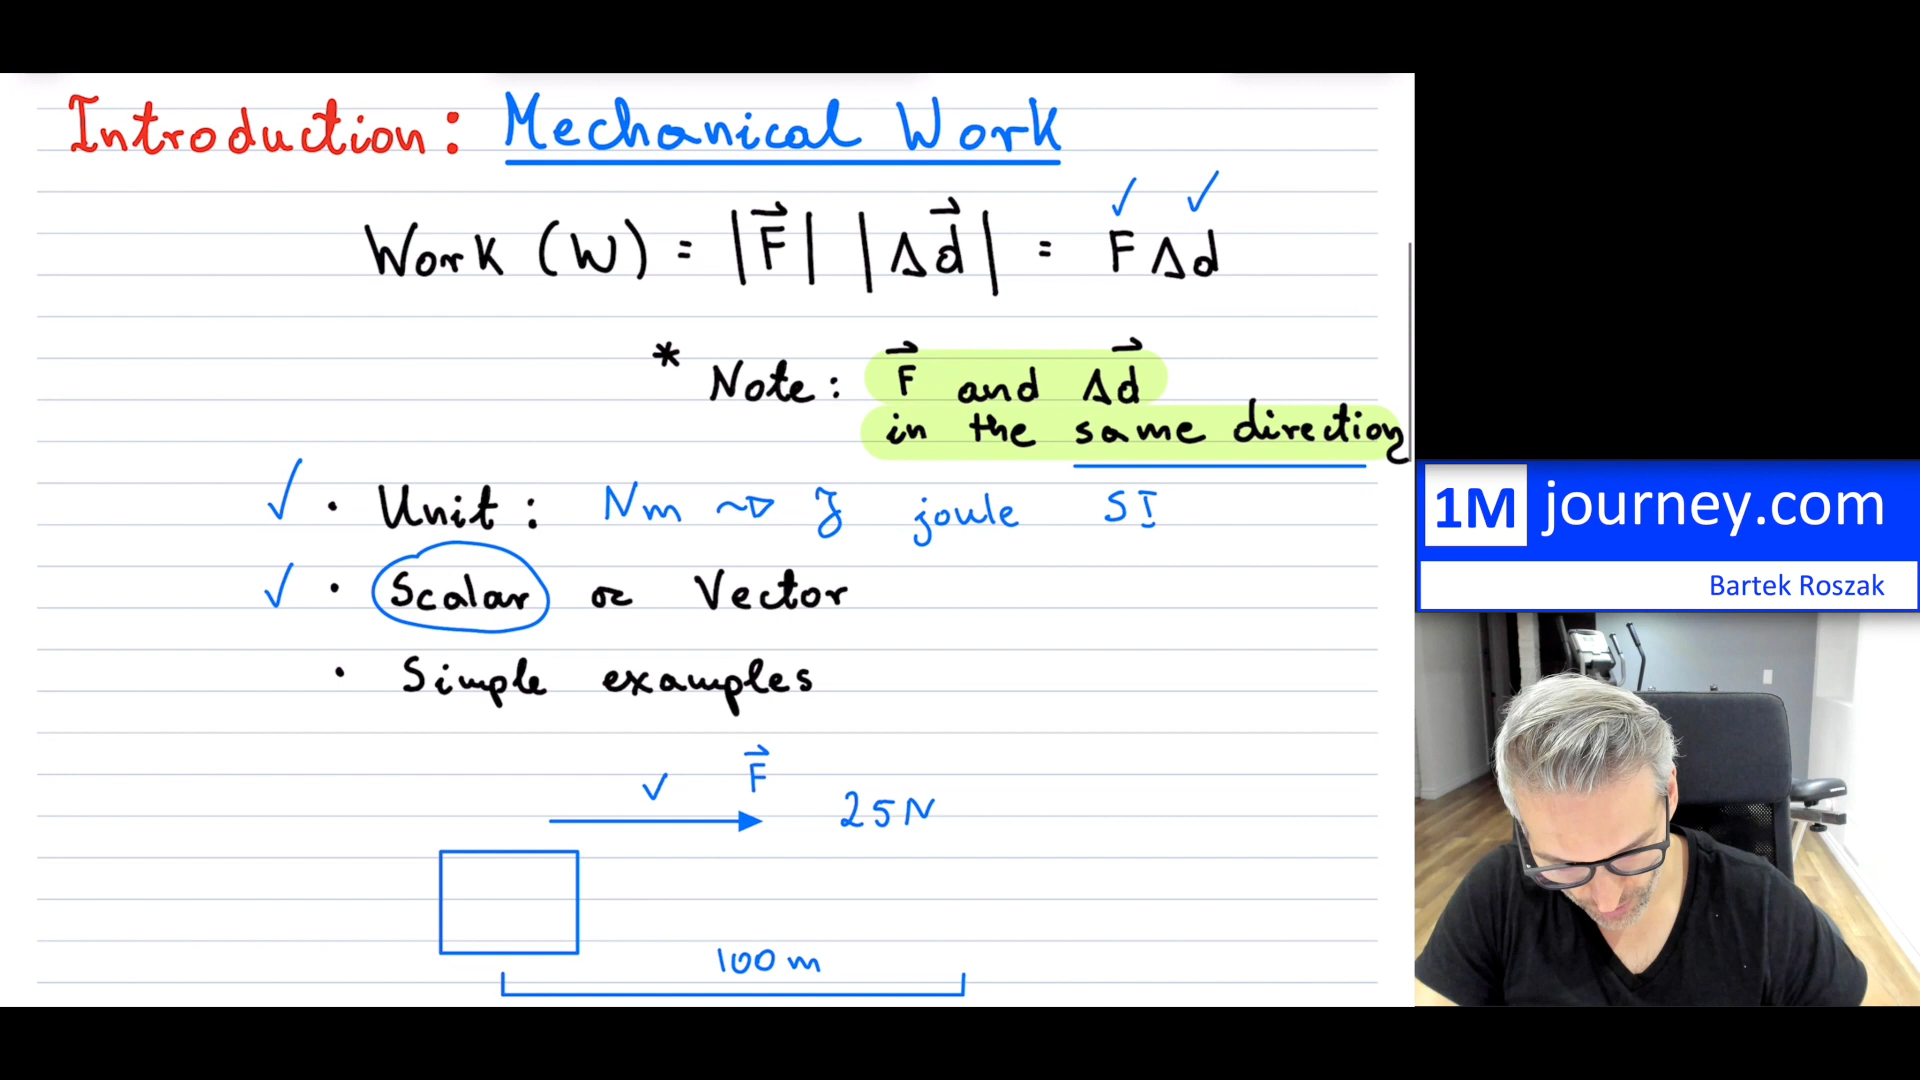 Introduction: Mechanical Work
✓ ✓
Work (W) = |F⃗| |Δd⃗| = F Δd
* Note: F⃗ and Δd⃗
in the same direction
✓ · Unit: Nm ~▷ J joule SI
✓ · Scalar or Vector
· Simple examples
✓ F⃗ 25N
100 m
1M journey.com
Bartek Roszak